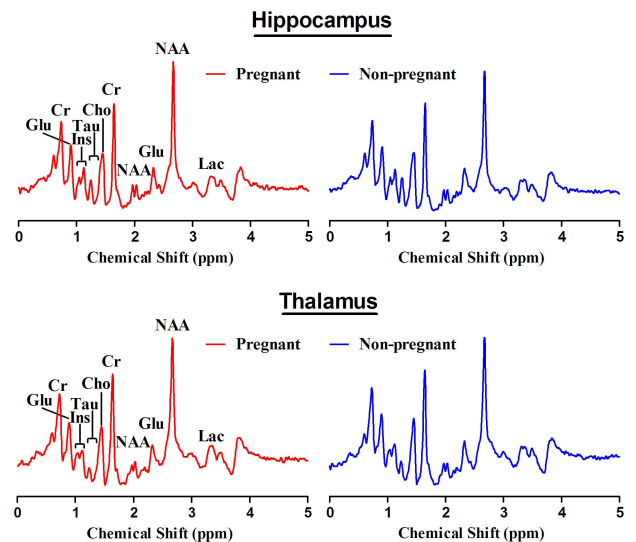 Hippocampus
NAA
Pregnant
Non-pregnant
Cr
Cr
Cho
Glu
Tau
Ins
NAA
Glu
Lac
0 1 2 3 4 5
0 1 2 3 4 5
Chemical Shift (ppm)
Chemical Shift (ppm)
Thalamus
NAA
Pregnant
Non-pregnant
Cr
Cr
Cho
Glu
Tau
Ins
NAA
Glu
Lac
0 1 2 3 4 5
0 1 2 3 4 5
Chemical Shift (ppm)
Chemical Shift (ppm)